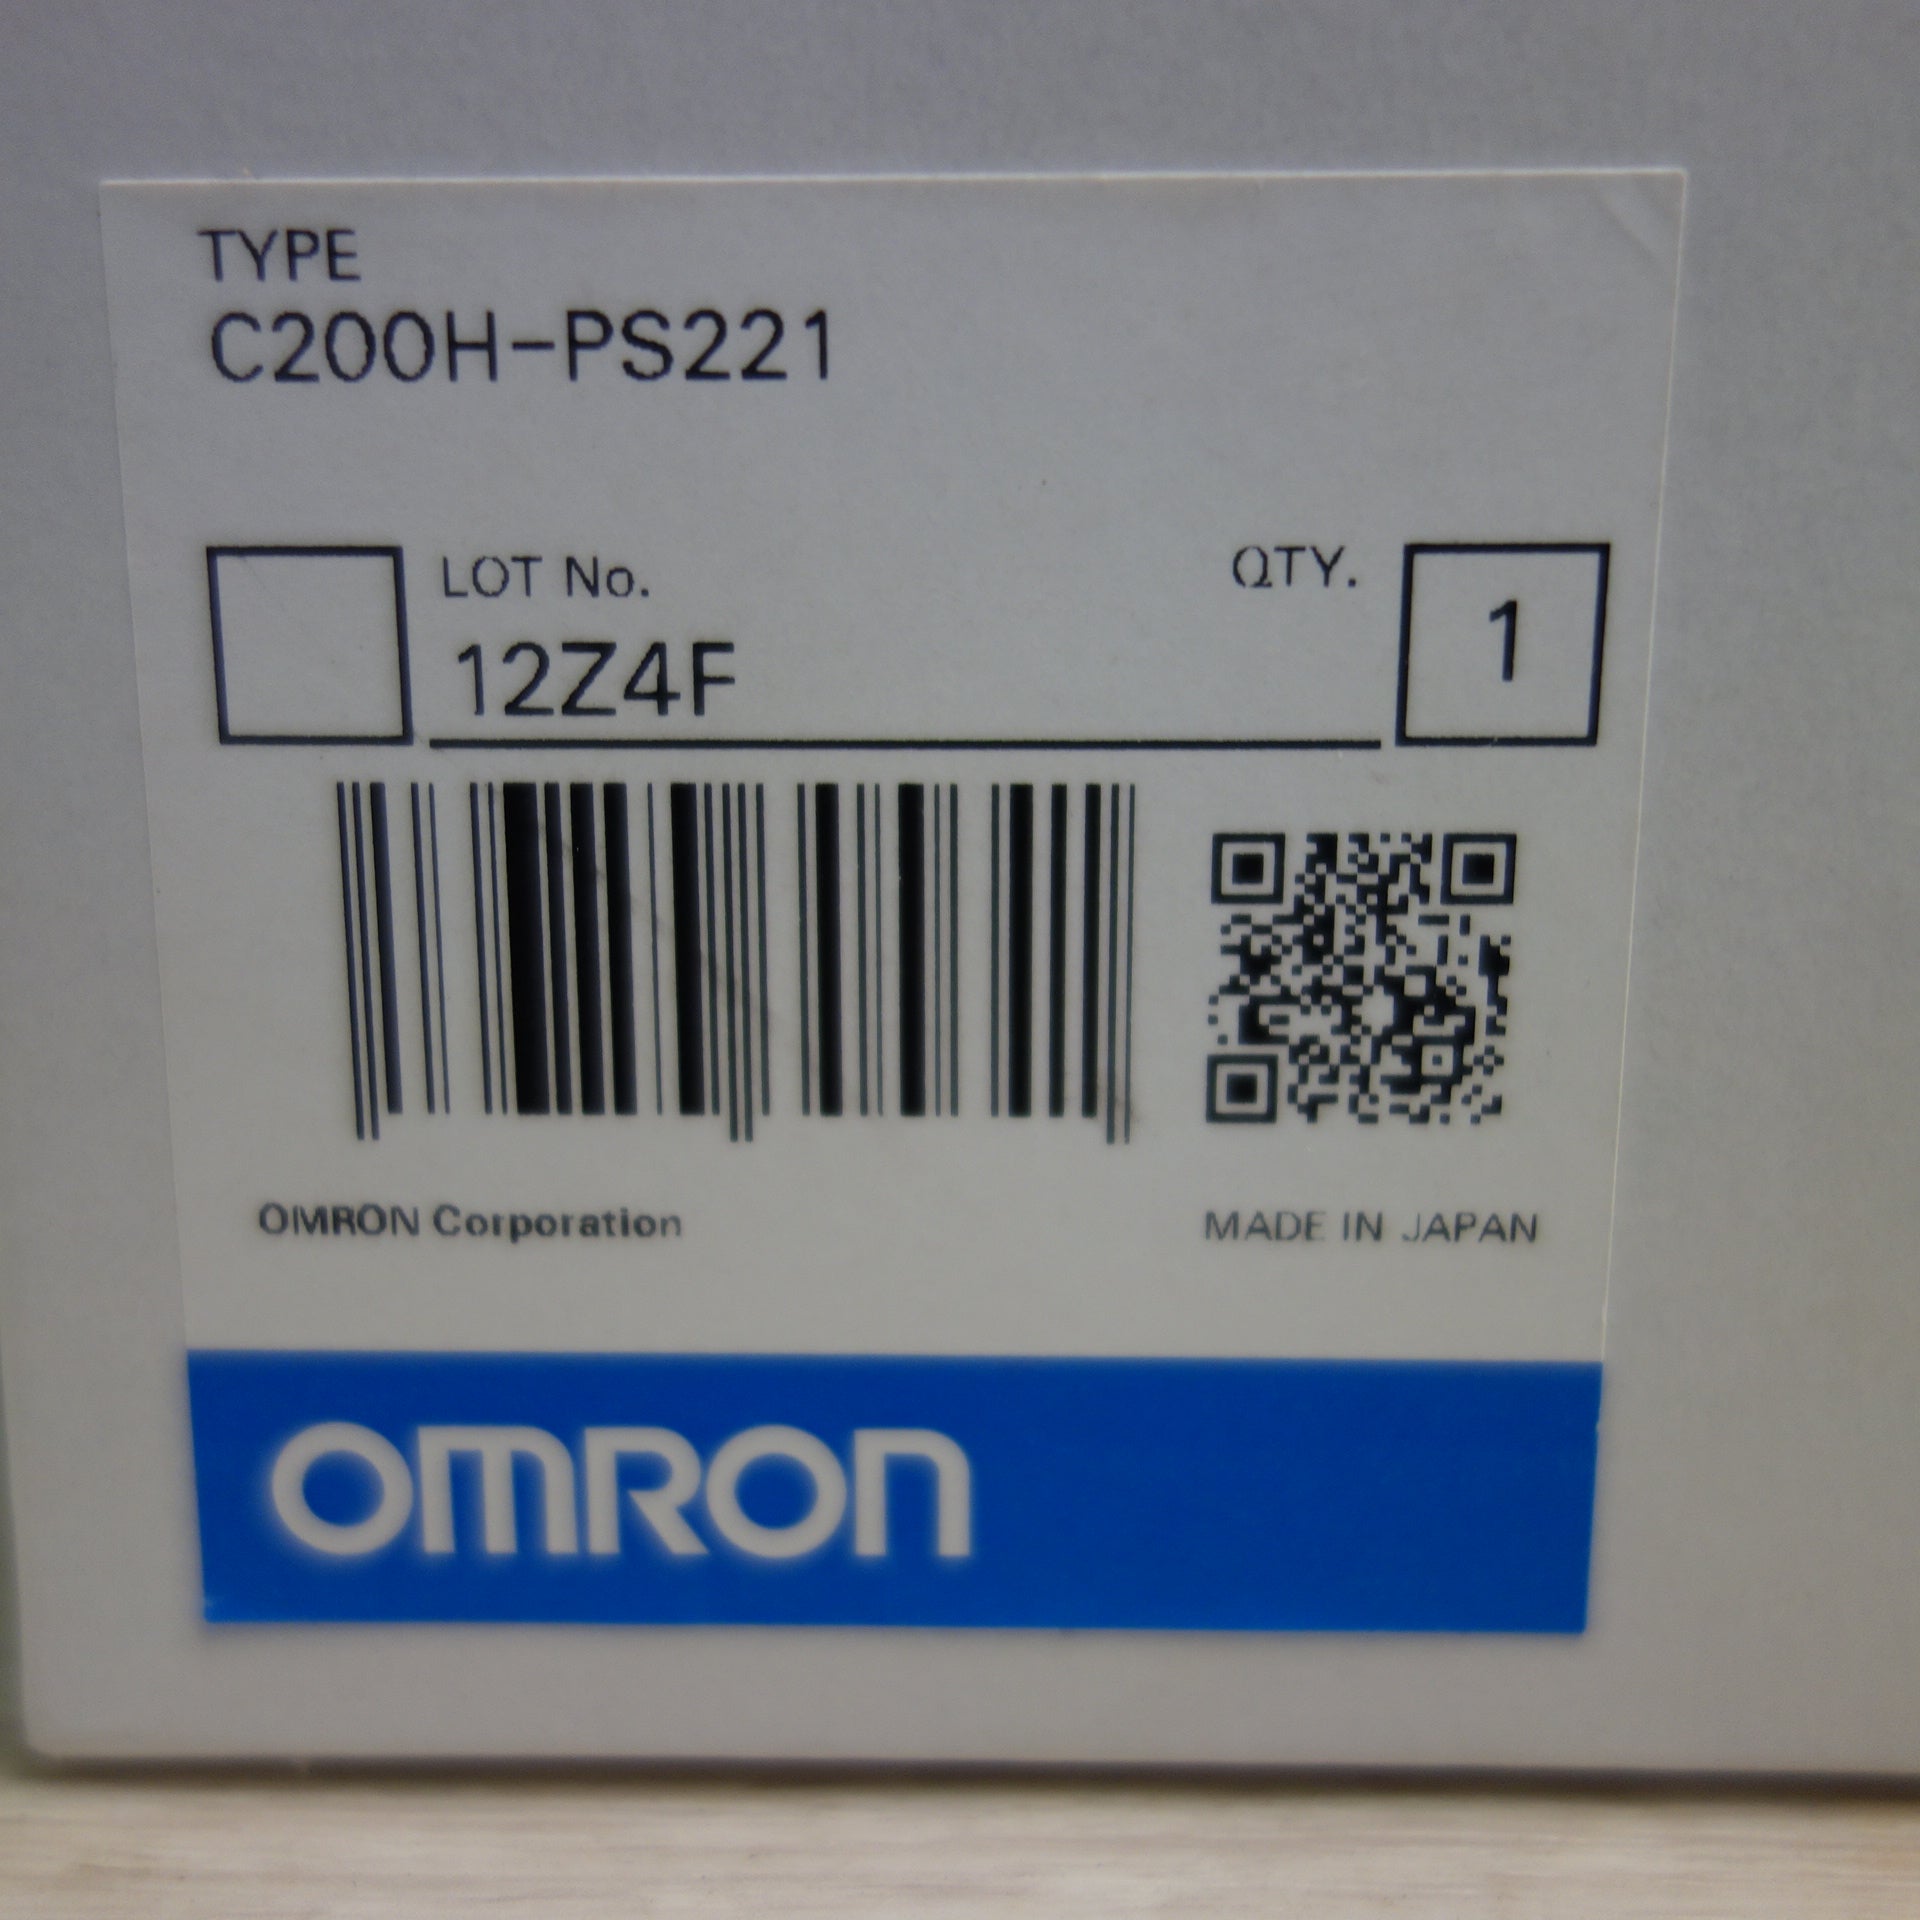 TYPE
C200H-PS221
LOT No.
QTY.
12Z4F
1
OMRON Corporation
MADE IN JAPAN
OMRON